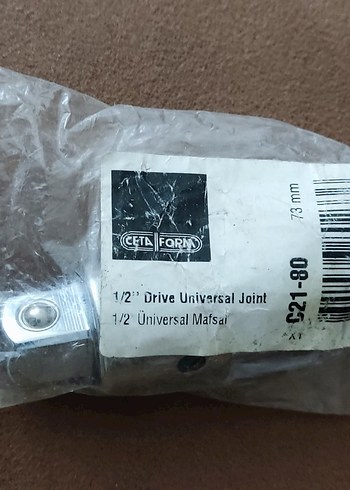 CETA FORM
1/2'' Drive Universal Joint
1/2' Üniversal Mafsal
73 mm
C21-80